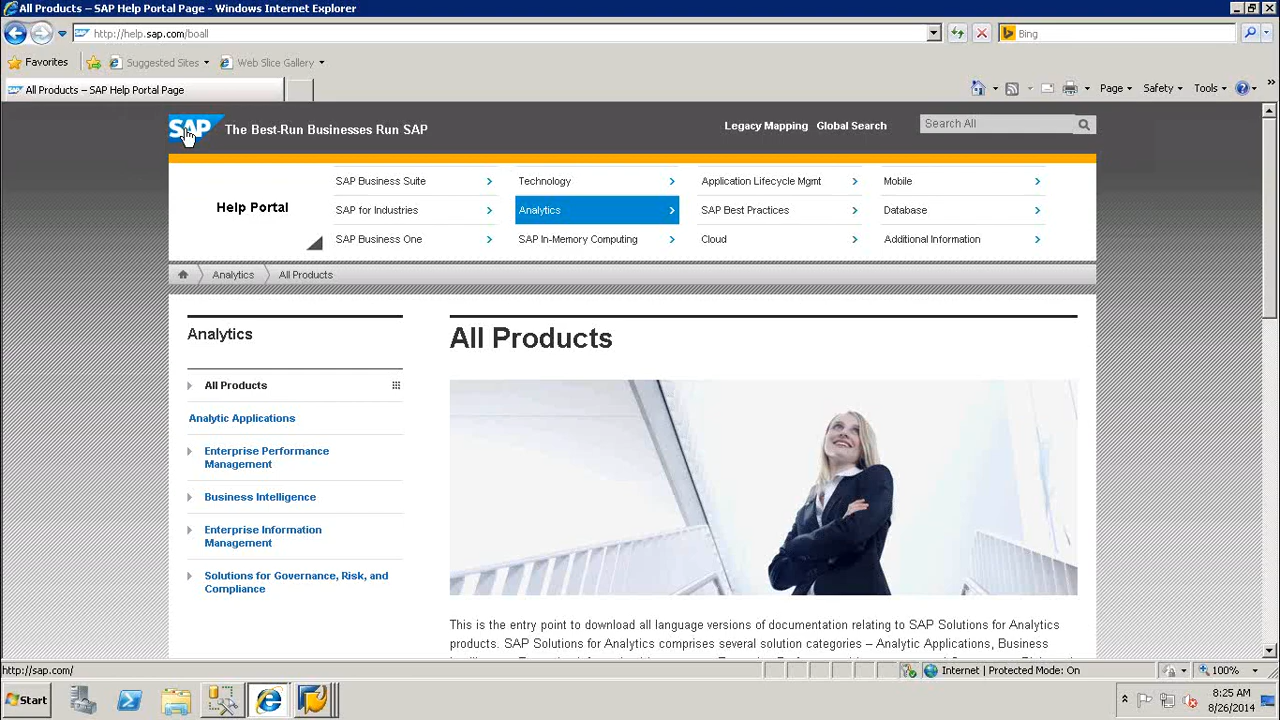 All Products – SAP Help Portal Page - Windows Internet Explorer
http://help.sap.com/boall
Bing
Favorites
Suggested Sites
Web Slice Gallery
All Products – SAP Help Portal Page
Page
Safety
Tools
SAP
The Best-Run Businesses Run SAP
Legacy Mapping
Global Search
Search All
Help Portal
SAP Business Suite
Technology
Application Lifecycle Mgmt
Mobile
SAP for Industries
Analytics
SAP Best Practices
Database
SAP Business One
SAP In-Memory Computing
Cloud
Additional Information
Analytics
All Products
Analytics
All Products
Analytic Applications
Enterprise Performance
Management
Business Intelligence
Enterprise Information
Management
Solutions for Governance, Risk, and
Compliance
All Products
This is the entry point to download all language versions of documentation relating to SAP Solutions for Analytics
products. SAP Solutions for Analytics comprises several solution categories – Analytic Applications, Business
http://sap.com/
Internet | Protected Mode: On
100%
Start
8:25 AM
8/26/2014